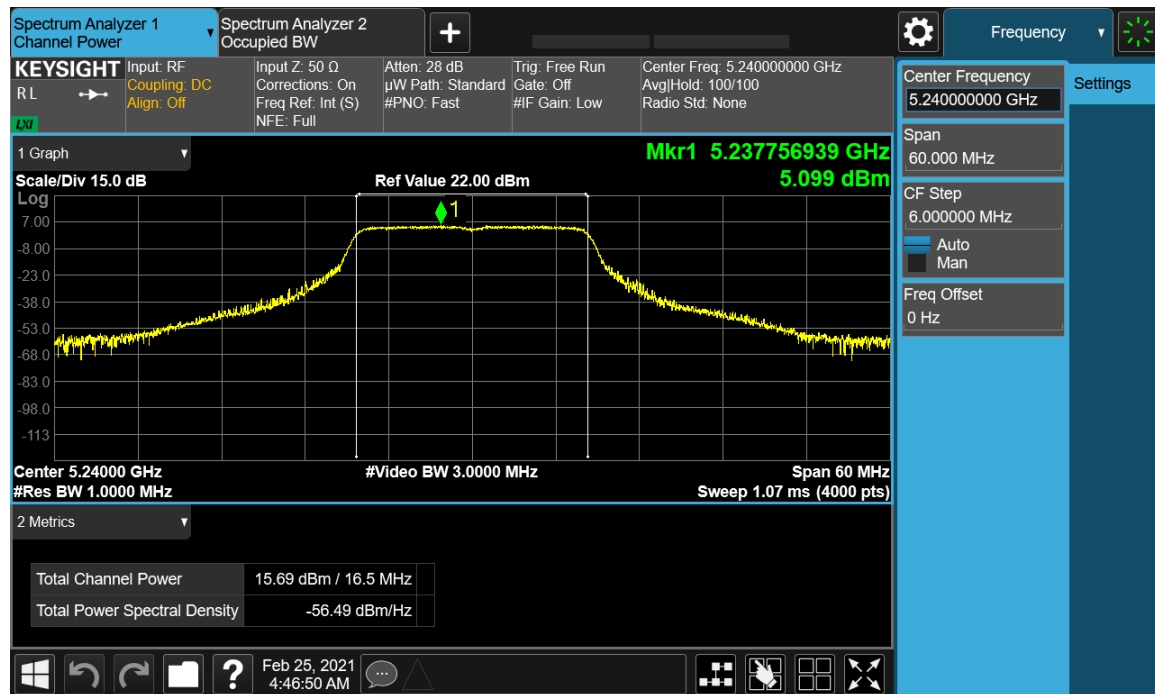 Spectrum Analyzer 1
Channel Power
Spectrum Analyzer 2
Occupied BW
+
Frequency
KEYSIGHT
R L
LXI
Input: RF
Coupling: DC
Align: Off
Input Z: 50 Ω
Corrections: On
Freq Ref: Int (S)
NFE: Full
Atten: 28 dB
µW Path: Standard
#PNO: Fast
Trig: Free Run
Gate: Off
#IF Gain: Low
Center Freq: 5.240000000 GHz
Avg|Hold: 100/100
Radio Std: None
Center Frequency
5.240000000 GHz
Settings
Span
60.000 MHz
CF Step
6.000000 MHz
Auto
Man
Freq Offset
0 Hz
1 Graph
Mkr1 5.237756939 GHz
5.099 dBm
Scale/Div 15.0 dB
Ref Value 22.00 dBm
Log
1
7.00
-8.00
-23.0
-38.0
-53.0
-68.0
-83.0
-98.0
-113
Center 5.24000 GHz
#Video BW 3.0000 MHz
Span 60 MHz
#Res BW 1.0000 MHz
Sweep 1.07 ms (4000 pts)
2 Metrics
Total Channel Power 15.69 dBm / 16.5 MHz
Total Power Spectral Density -56.49 dBm/Hz
?
Feb 25, 2021
4:46:50 AM